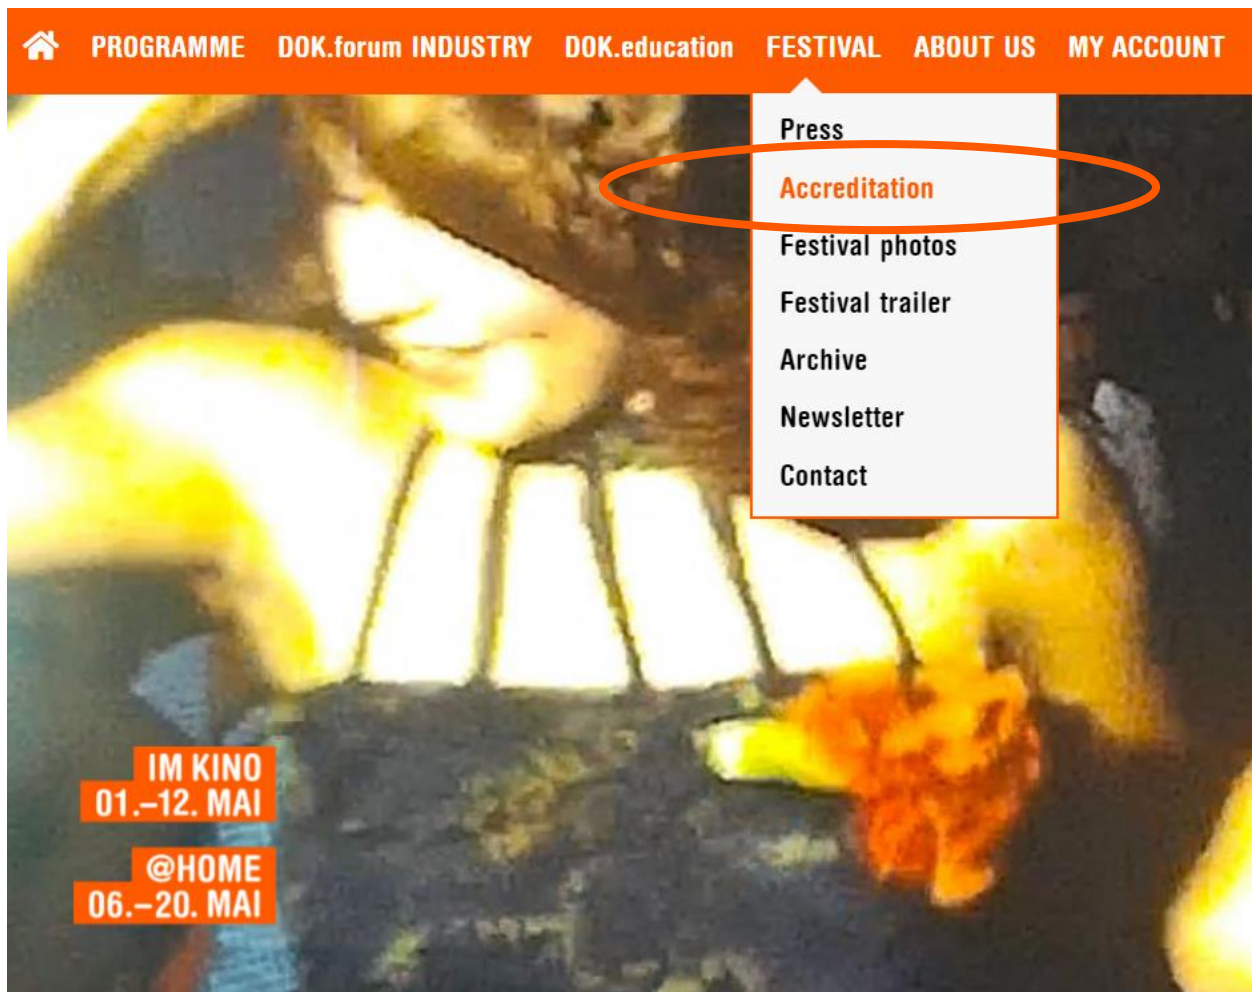 PROGRAMME DOK.forum INDUSTRY DOK.education FESTIVAL ABOUT US MY ACCOUNT
Press
Accreditation
Festival photos
Festival trailer
Archive
Newsletter
Contact
IM KINO
01.–12. MAI
@HOME
06.–20. MAI